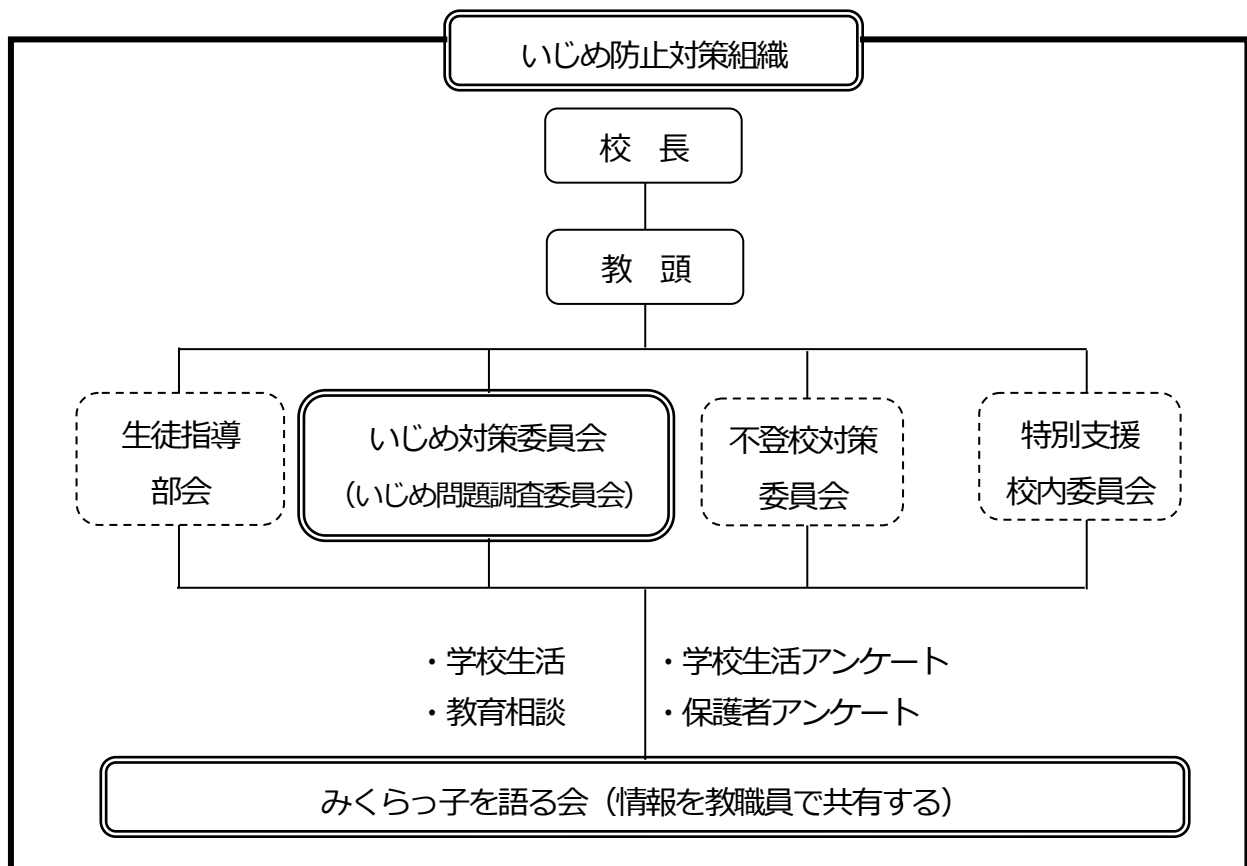 いじめ防止対策組織
校　長
教　頭
生徒指導
部会
いじめ対策委員会
（いじめ問題調査委員会）
不登校対策
委員会
特別支援
校内委員会
・学校生活
・学校生活アンケート
・教育相談
・保護者アンケート
みくらっ子を語る会（情報を教職員で共有する）